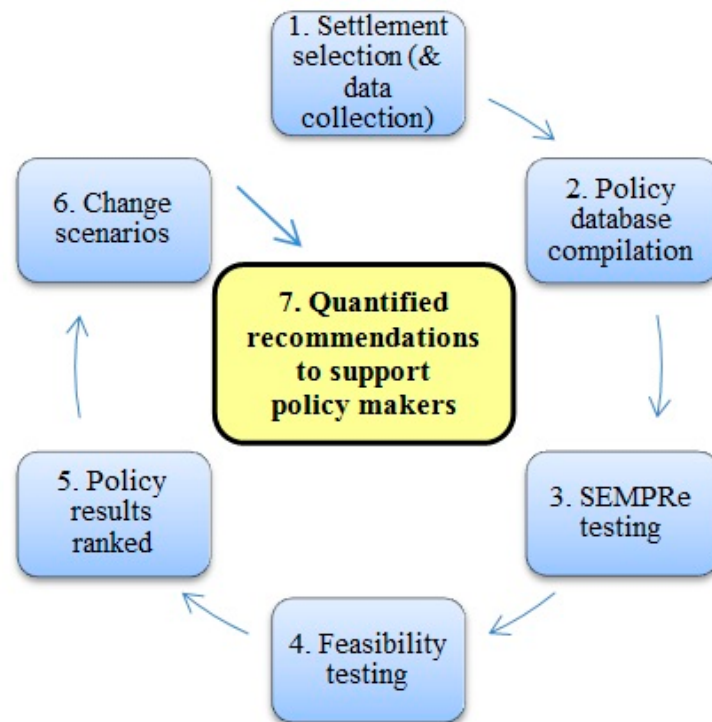 1. Settlement
selection (&
data
collection)
2. Policy
database
compilation
3. SEMPRe
testing
4. Feasibility
testing
5. Policy
results
ranked
6. Change
scenarios
7. Quantified
recommendations
to support
policy makers